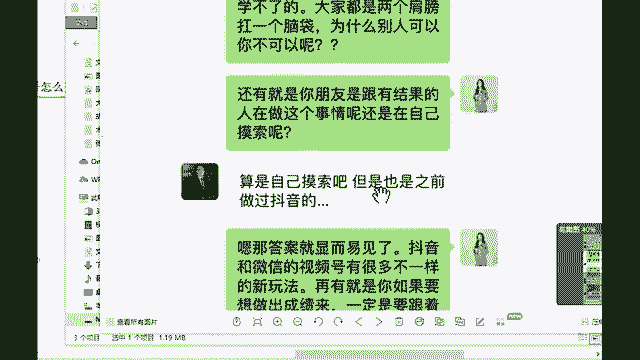 学不了的。大家都是两个肩膀
扛一个脑袋，为什么别人可以
你不可以呢？？
还有就是你朋友是跟有结果的
人在做这个事情呢还是在自己
摸索呢？
算是自己摸索吧 但是也是之前
做过抖音的...
嗯那答案就显而易见了。抖音
和微信的视频号有很多不一样
的新玩法。再有就是你如果要
想做出成绩来，一定是要跟着
查看所有图片
new
3 个项目
选中 1 个项目 1.19 MB